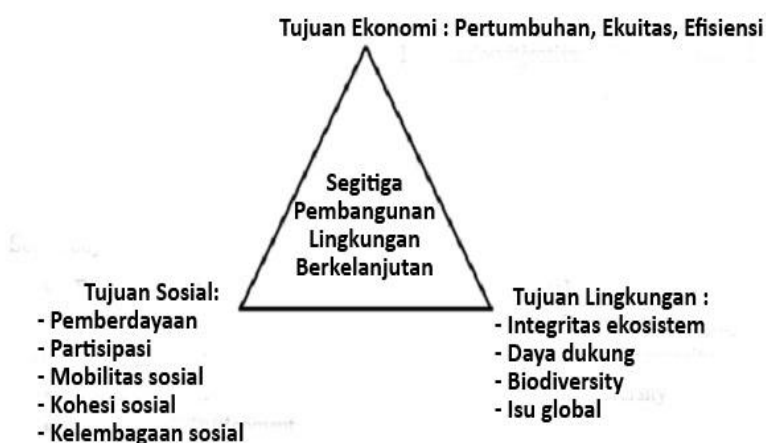 Tujuan Ekonomi : Pertumbuhan, Ekuitas, Efisiensi
Segitiga
Pembangunan
Lingkungan
Berkelanjutan
Tujuan Sosial:
- Pemberdayaan
- Partisipasi
- Mobilitas sosial
- Kohesi sosial
- Kelembagaan sosial
Tujuan Lingkungan :
- Integritas ekosistem
- Daya dukung
- Biodiversity
- Isu global